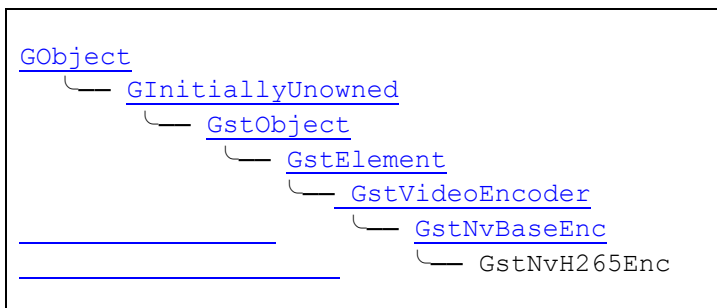 GObject
╰── GInitiallyUnowned
╰── GstObject
╰── GstElement
╰── GstVideoEncoder
╰── GstNvBaseEnc
╰── GstNvH265Enc